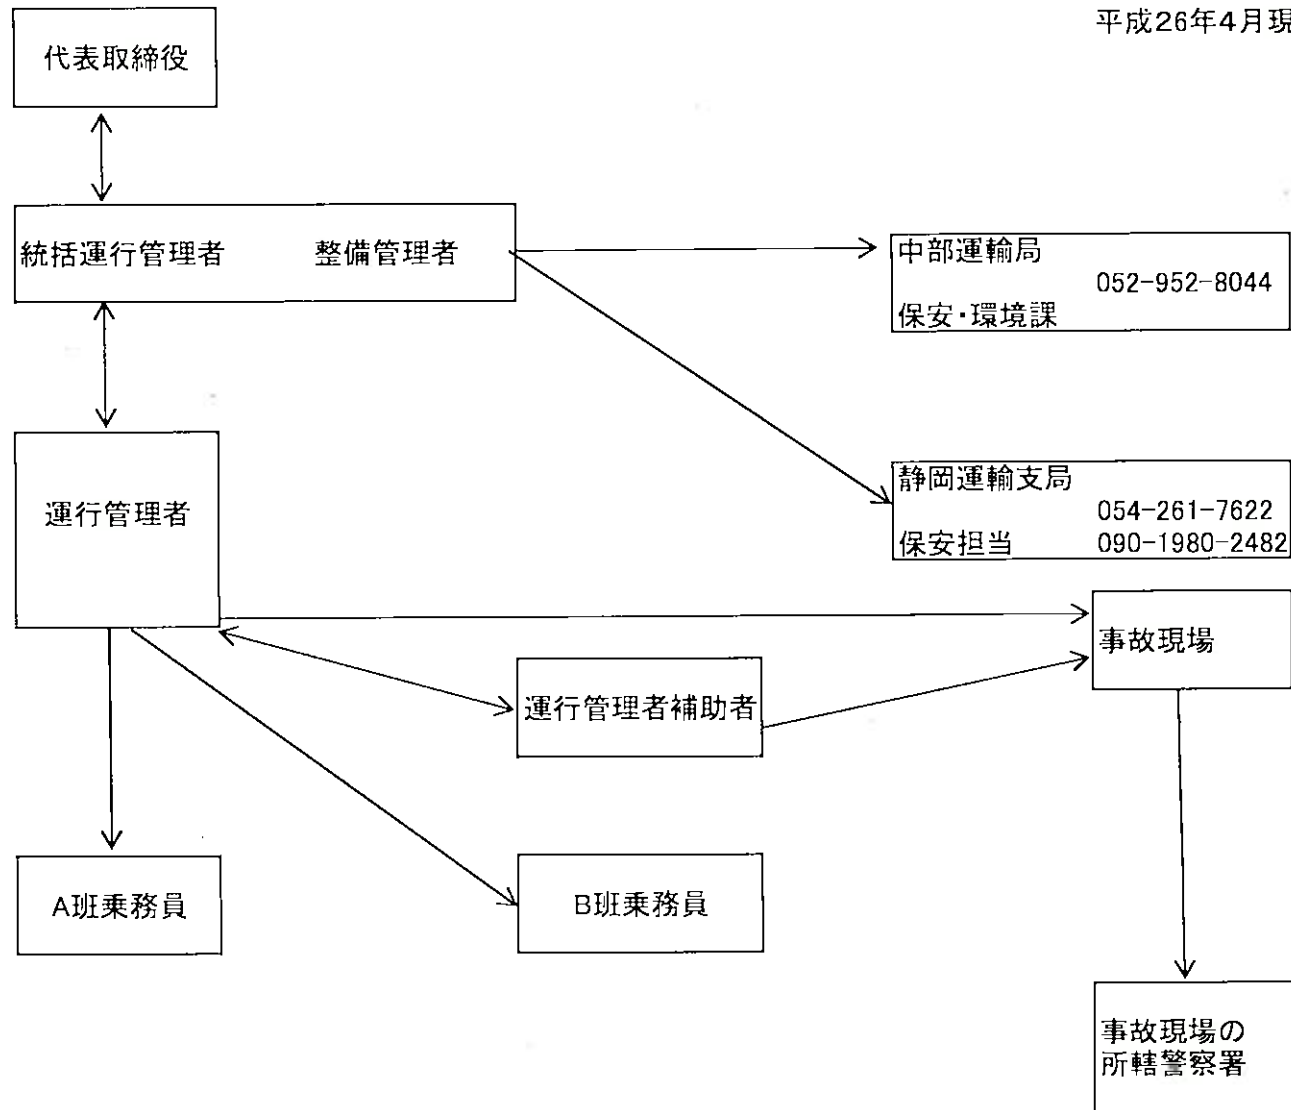 平成26年4月現
代表取締役
統括運行管理者 整備管理者
中部運輸局
052-952-8044
保安・環境課
静岡運輸支局
054-261-7622
保安担当 090-1980-2482
運行管理者
事故現場
運行管理者補助者
A班乗務員
B班乗務員
事故現場の
所轄警察署